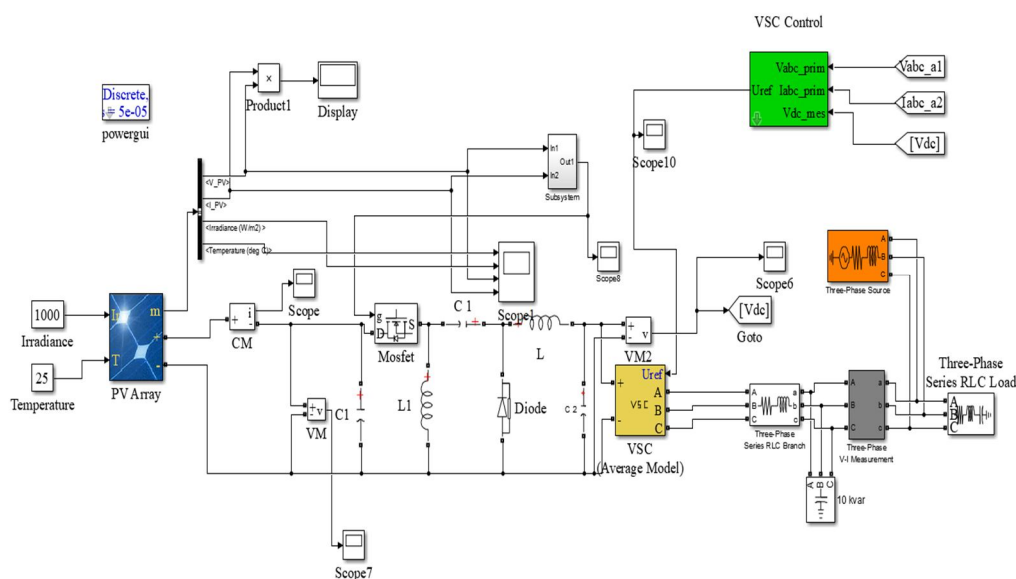 VSC Control
Vabc_prim
Uref
Iabc_prim
Vdc_mes
Vabc_a1
Iabc_a2
[Vdc]
Discrete,
= 5e-05
powergui
×
Product1
Display
Scope10
In1
In2
Out1
Subsystem
<V_PV>
<I_PV>
<Irradiance (W/m2)>
<Temperature (deg C)>
Scope8
Scope6
Scope1
A
B
C
Three-Phase Source
1000
Irradiance
25
Temperature
T
m
+
-
PV Array
+
i
-
CM
Scope
g
D
S
Mosfet
C 1
+
+
L
+
-
v
VM2
[Vdc]
Goto
+
-
v
VM
C1
+
L1
+
Diode
C 2
+
Uref
+
-
A
B
C
VSC
VSC
(Average Model)
A
B
C
a
b
c
Three-Phase
Series RLC Branch
A
B
C
a
b
c
Three-Phase
V-I Measurement
Three-Phase
Series RLC Load
A
B
C
A
B
C
10 kvar
Scope7